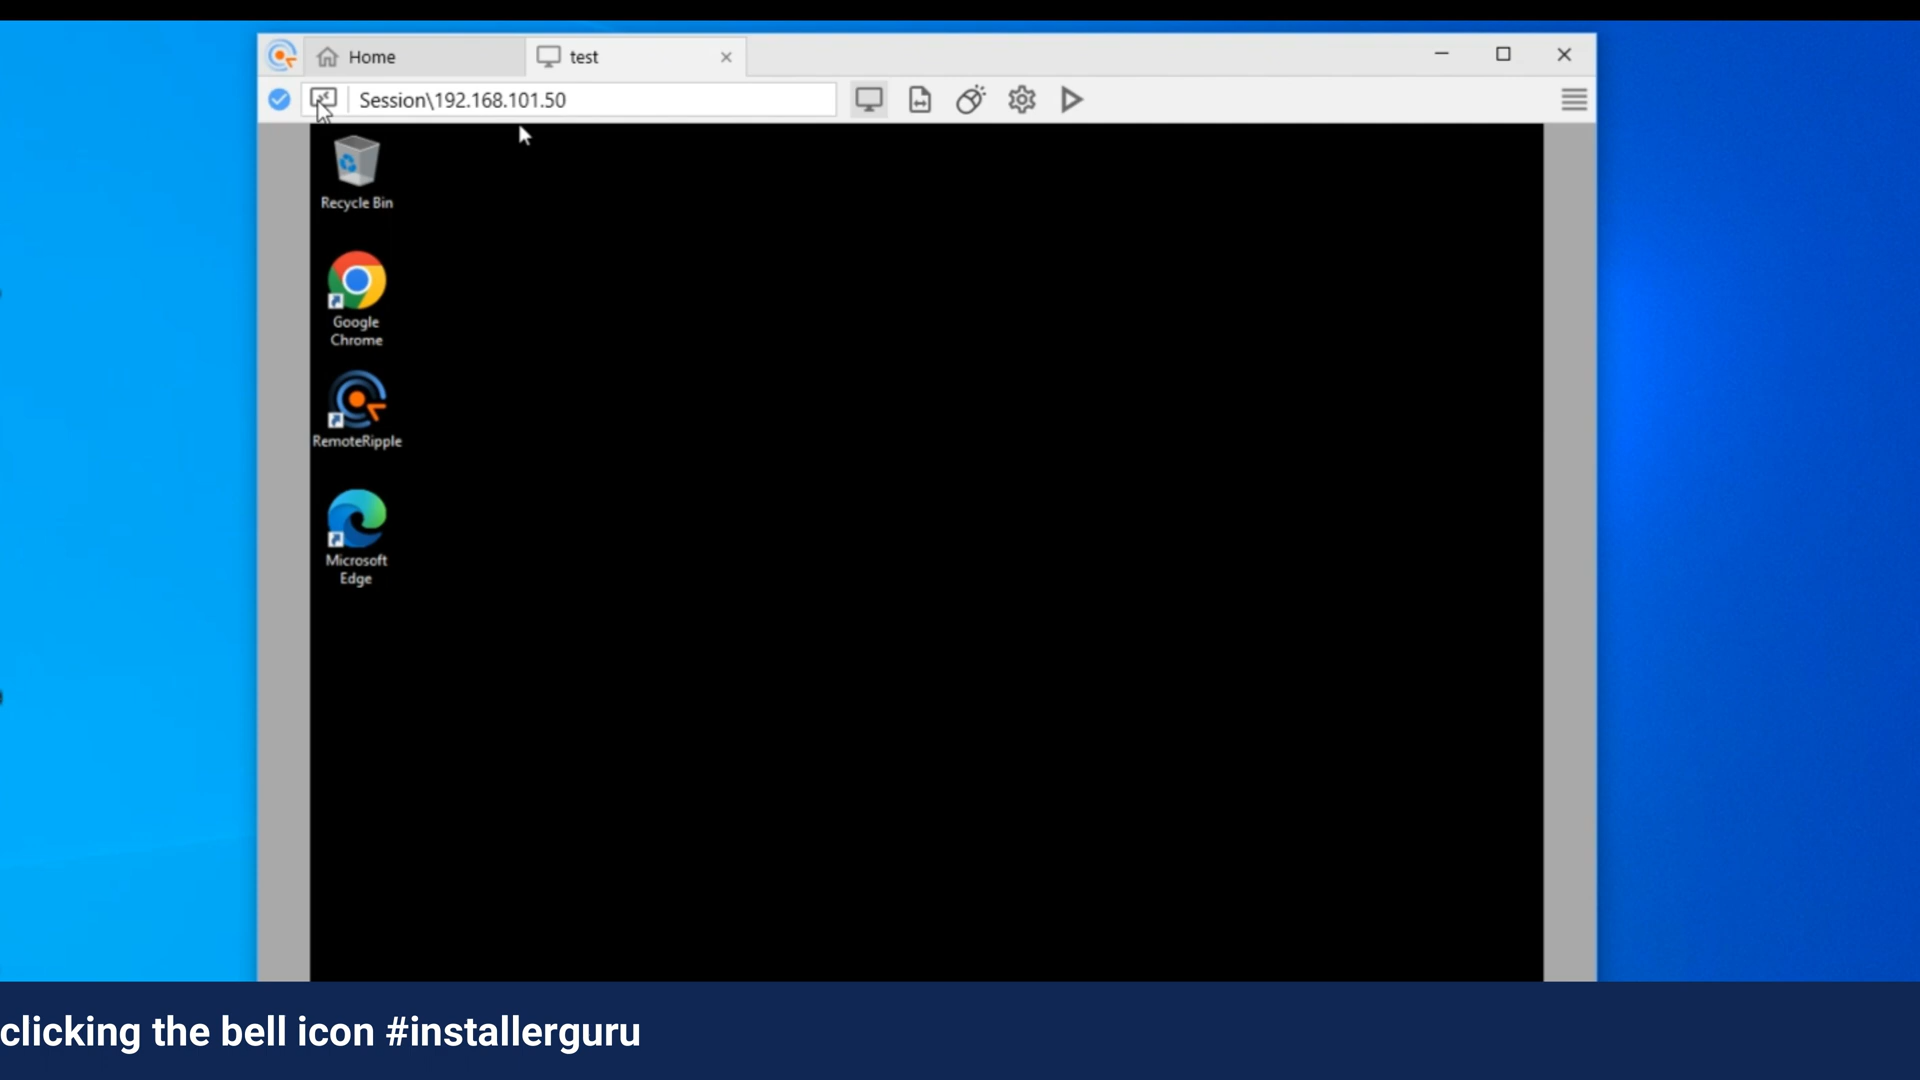 Home
test
Session\192.168.101.50
Recycle Bin
Google
Chrome
RemoteRipple
Microsoft
Edge
clicking the bell icon #installerguru